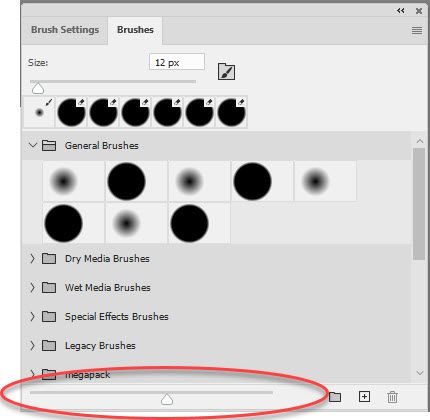 Brush Settings
Brushes
Size:
12 px
General Brushes
Dry Media Brushes
Wet Media Brushes
Special Effects Brushes
Legacy Brushes
megapack